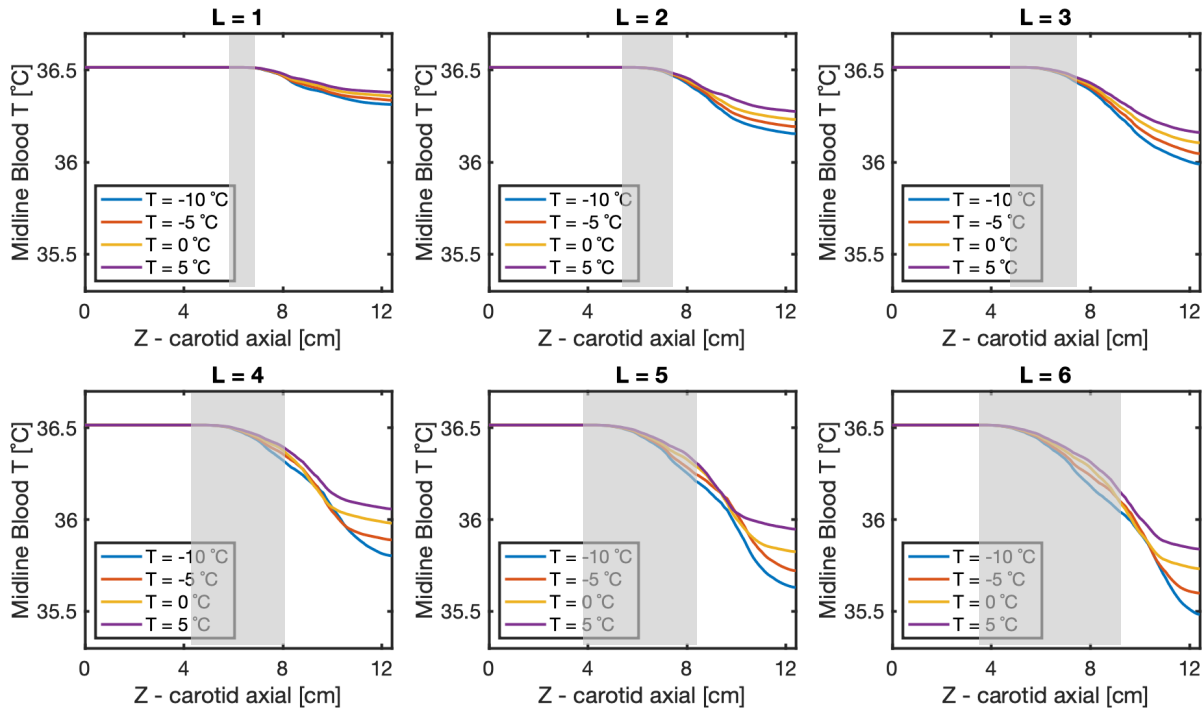 L = 1
36.5
36
35.5
Midline Blood T [°C]
T = -10 °C
T = -5 °C
T = 0 °C
T = 5 °C
0 4 8 12
Z - carotid axial [cm]
L = 2
36.5
36
35.5
Midline Blood T [°C]
T = -10 °C
T = -5 °C
T = 0 °C
T = 5 °C
0 4 8 12
Z - carotid axial [cm]
L = 3
36.5
36
35.5
Midline Blood T [°C]
T = -10 °C
T = -5 °C
T = 0 °C
T = 5 °C
0 4 8 12
Z - carotid axial [cm]
L = 4
36.5
36
35.5
Midline Blood T [°C]
T = -10 °C
T = -5 °C
T = 0 °C
T = 5 °C
0 4 8 12
Z - carotid axial [cm]
L = 5
36.5
36
35.5
Midline Blood T [°C]
T = -10 °C
T = -5 °C
T = 0 °C
T = 5 °C
0 4 8 12
Z - carotid axial [cm]
L = 6
36.5
36
35.5
Midline Blood T [°C]
T = -10 °C
T = -5 °C
T = 0 °C
T = 5 °C
0 4 8 12
Z - carotid axial [cm]